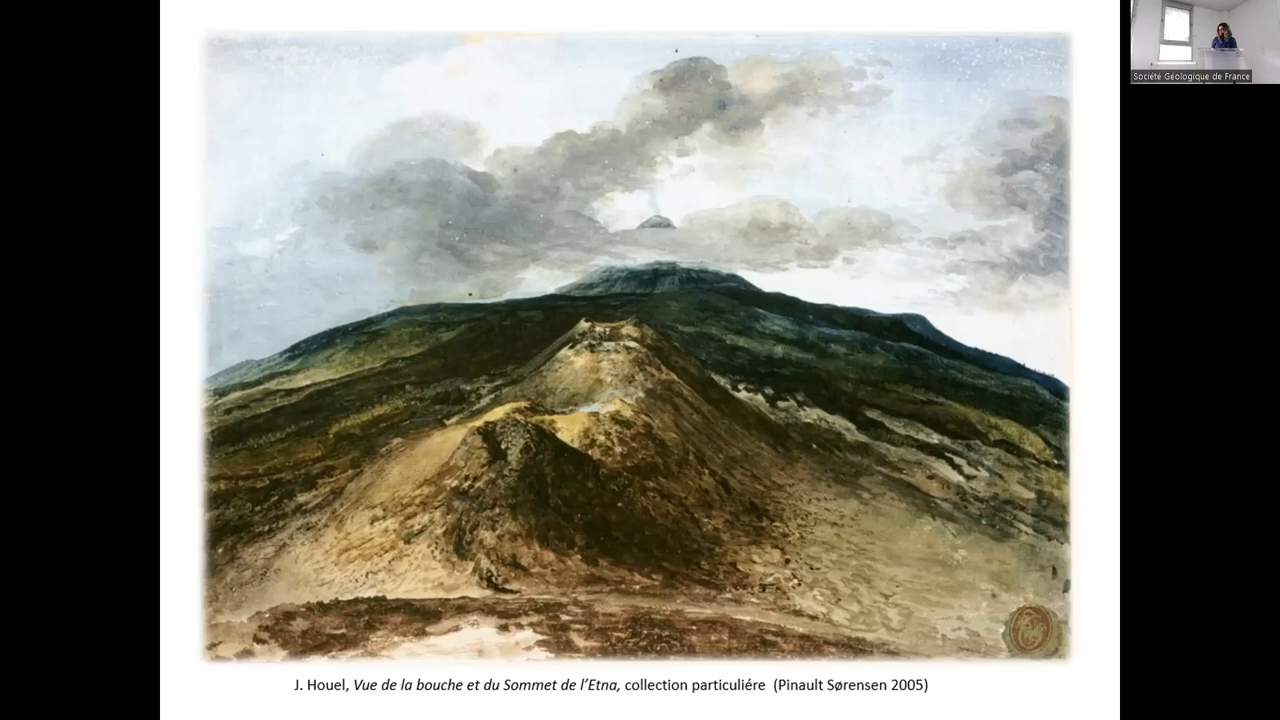 Société Géologique de France
J. Houel, Vue de la bouche et du Sommet de l’Etna, collection particuliére (Pinault Sørensen 2005)